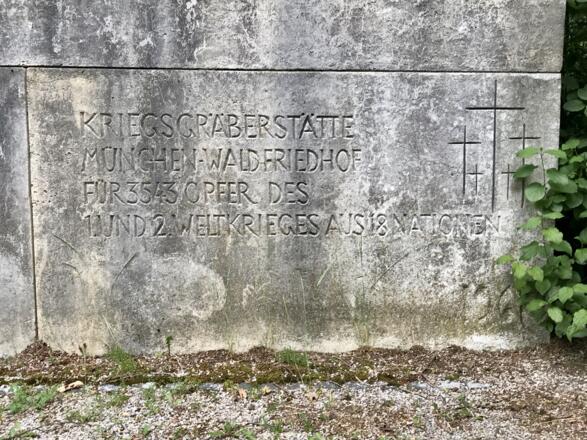 KRIEGSGRÄBERSTÄTTE
MÜNCHEN-WALDFRIEDHOF
FÜR 3543 OPFER DES
1. UND 2. WELTKRIEGES AUS 18 NATIONEN